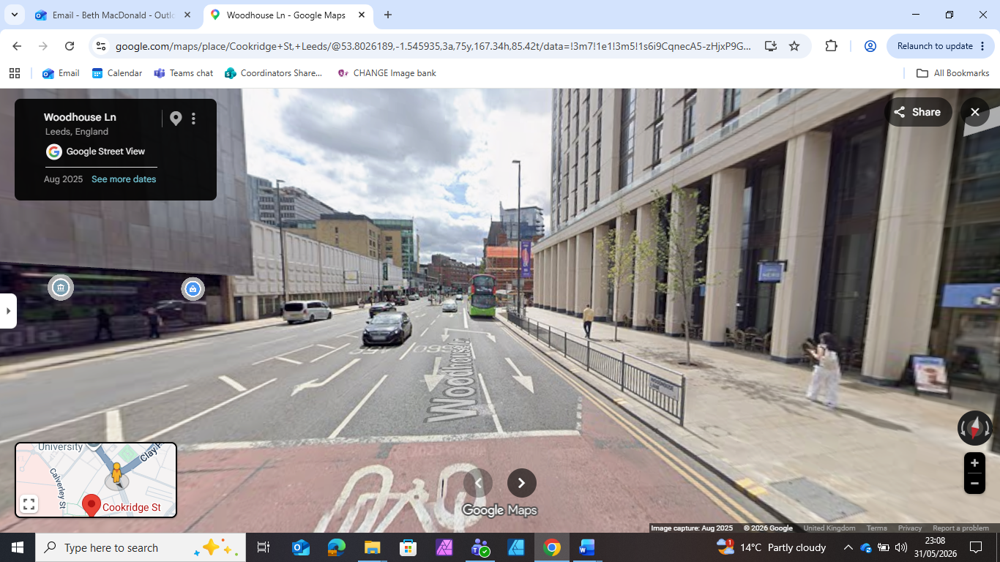 Email - Beth MacDonald - Outlo
Woodhouse Ln - Google Maps
google.com/maps/place/Cookridge+St,+Leeds/@53.8026189,-1.545935,3a,75y,167.34h,85.42t/data=!3m7!1e1!3m5!1s6i9CqnecA5-zHjxP9G...
Relaunch to update
Email
Calendar
Teams chat
Coordinators Share...
CHANGE Image bank
All Bookmarks
Woodhouse Ln
Leeds, England
Google Street View
Aug 2025 See more dates
Share
Woodhouse Ln
WOODHOUSE
University
Clay P
Calverley St
Cookridge St
Google Maps
Image capture: Aug 2025 © 2026 Google United Kingdom Terms Privacy Report a problem
Type here to search
1
14°C Partly cloudy
23:08
31/05/2026